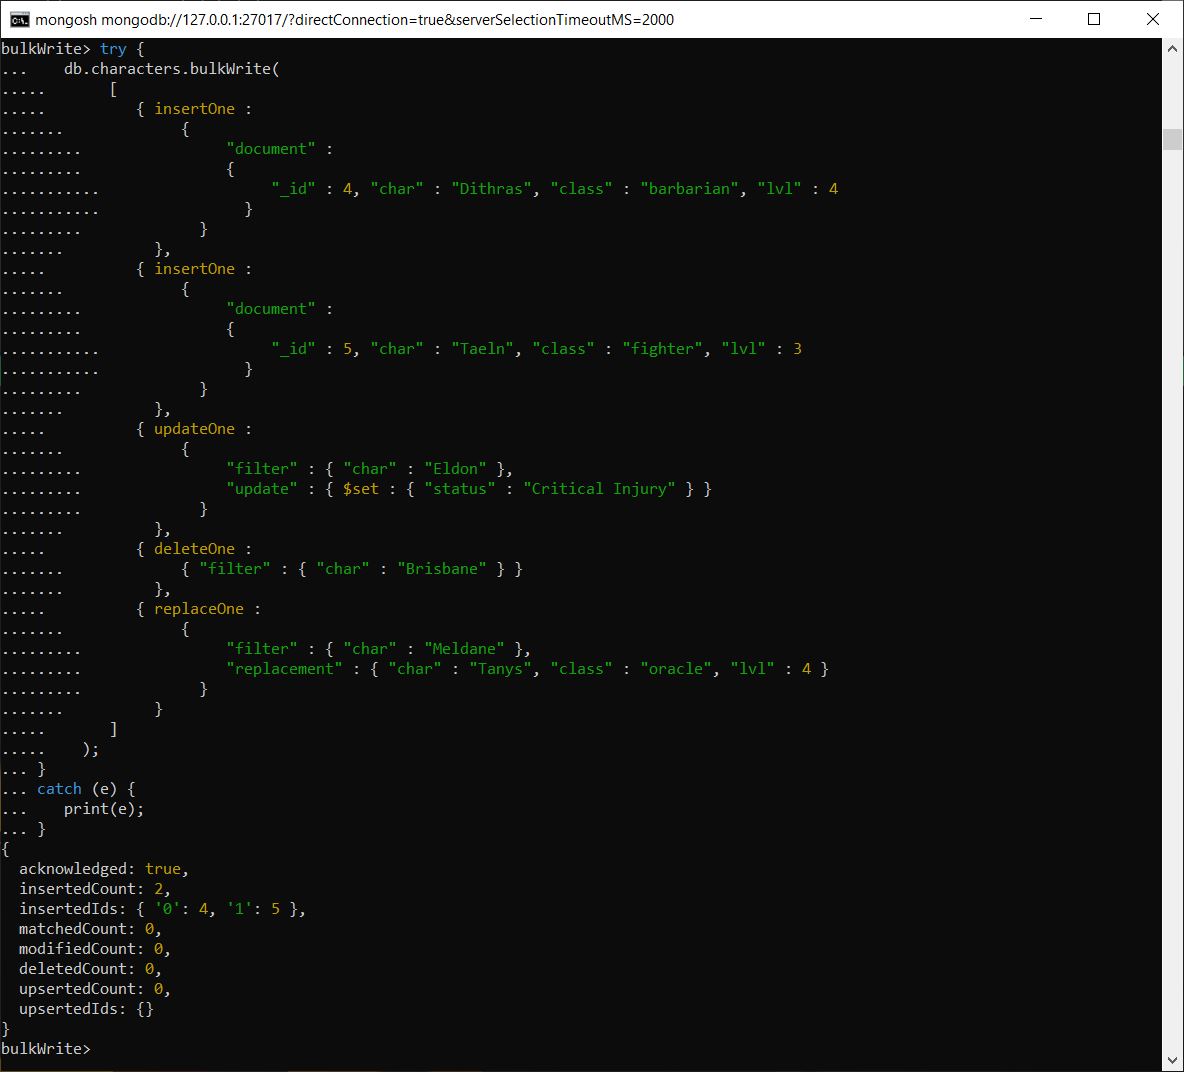 mongosh mongodb://127.0.0.1:27017/?directConnection=true&serverSelectionTimeoutMS=2000
bulkWrite> try {
...    db.characters.bulkWrite(
.....       [
.....          { insertOne :
.......             {
.........                "document" :
.........                {
...........                   "_id" : 4, "char" : "Dithras", "class" : "barbarian", "lvl" : 4
...........                }
.........             }
.......          },
.....          { insertOne :
.......             {
.........                "document" :
.........                {
...........                   "_id" : 5, "char" : "Taeln", "class" : "fighter", "lvl" : 3
...........                }
.........             }
.......          },
.....          { updateOne :
.......             {
.........                "filter" : { "char" : "Eldon" },
.........                "update" : { $set : { "status" : "Critical Injury" } }
.........             }
.......          },
.....          { deleteOne :
.......             { "filter" : { "char" : "Brisbane" } }
.......          },
.....          { replaceOne :
.......             {
.........                "filter" : { "char" : "Meldane" },
.........                "replacement" : { "char" : "Tanys", "class" : "oracle", "lvl" : 4 }
.........             }
.......          }
.....       ]
.....    );
... }
... catch (e) {
...    print(e);
... }
{
  acknowledged: true,
  insertedCount: 2,
  insertedIds: { '0': 4, '1': 5 },
  matchedCount: 0,
  modifiedCount: 0,
  deletedCount: 0,
  upsertedCount: 0,
  upsertedIds: {}
}
bulkWrite>